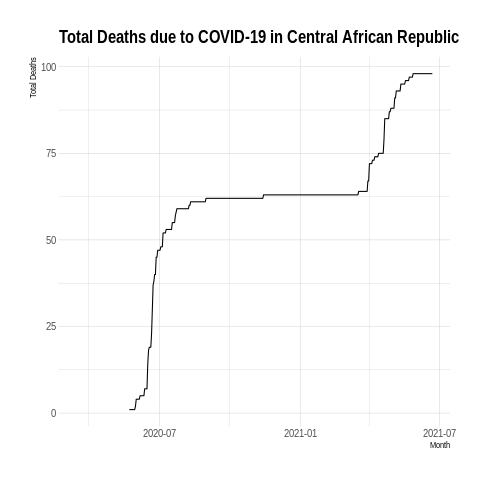 Total Deaths due to COVID-19 in Central African Republic
Total Deaths
100
75
50
25
0
2020-07
2021-01
2021-07
Month